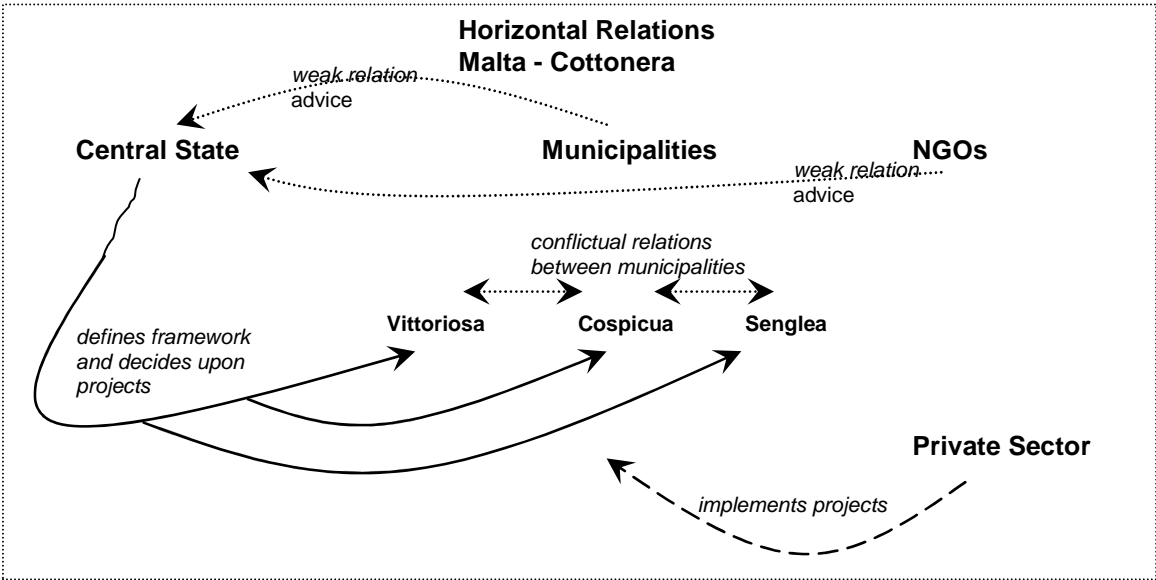 Horizontal Relations
Malta - Cottonera
weak relation
advice
Central State
Municipalities
NGOs
weak relation
advice
conflictual relations
between municipalities
Vittoriosa
Cospicua
Senglea
defines framework
and decides upon
projects
Private Sector
implements projects